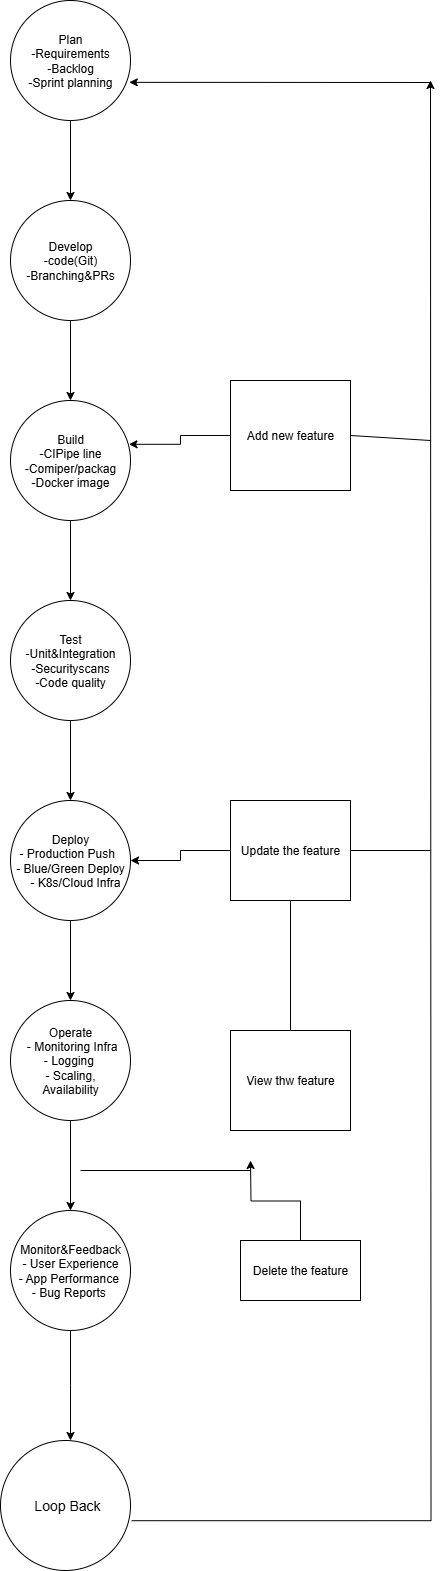 Plan
-Requirements
-Backlog
-Sprint planning
Develop
-code(Git)
-Branching&PRs
Build
-CIPipe line
-Comiper/packag
-Docker image
Add new feature
Test
-Unit&Integration
-Securityscans
-Code quality
Deploy
- Production Push
- Blue/Green Deploy
- K8s/Cloud Infra
Update the feature
Operate
- Monitoring Infra
- Logging
- Scaling,
Availability
View thw feature
Monitor&Feedback
- User Experience
- App Performance
- Bug Reports
Delete the feature
Loop Back